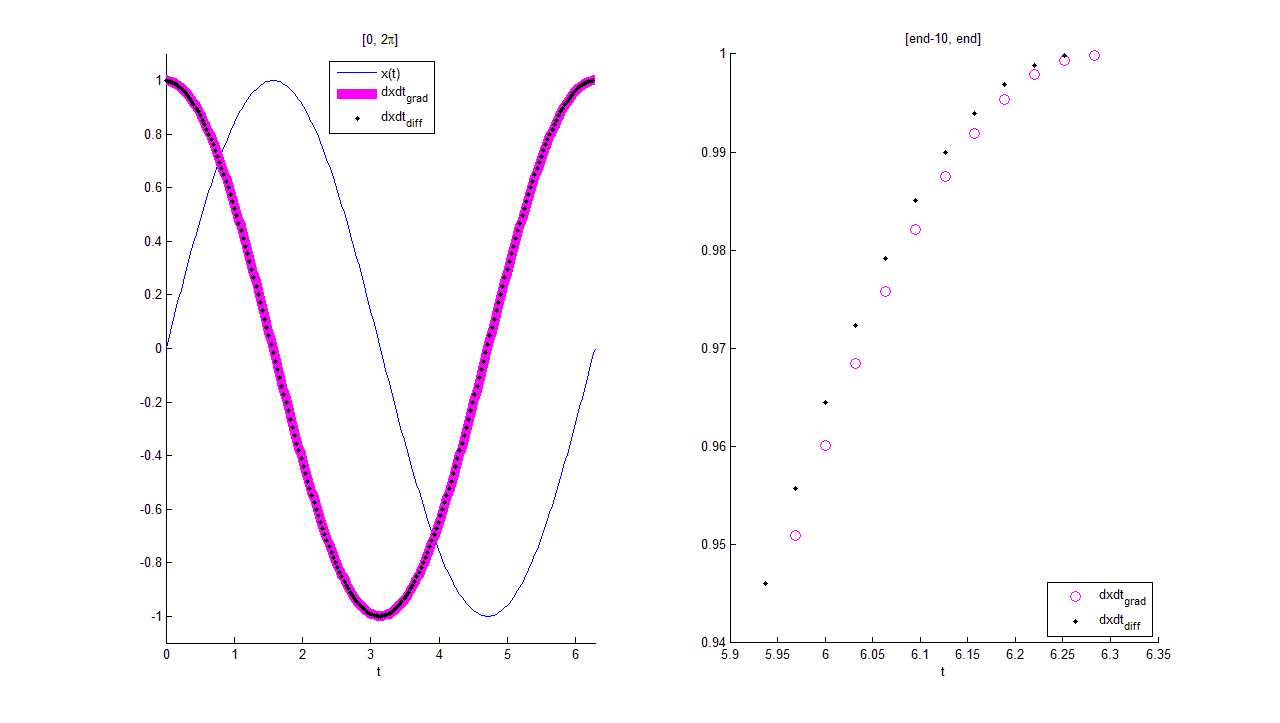 [0, 2π]
x(t)
dxdt_grad
dxdt_diff
1
0.8
0.6
0.4
0.2
0
-0.2
-0.4
-0.6
-0.8
-1
0 1 2 3 4 5 6
t
[end-10, end]
1
0.99
0.98
0.97
0.96
0.95
0.94
dxdt_grad
dxdt_diff
5.9 5.95 6 6.05 6.1 6.15 6.2 6.25 6.3 6.35
t